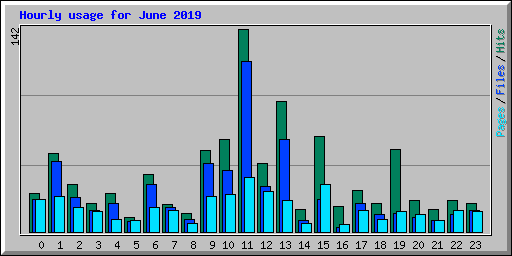 Hourly usage for June 2019
142
Pages/Files/Hits
0 1 2 3 4 5 6 7 8 9 10 11 12 13 14 15 16 17 18 19 20 21 22 23